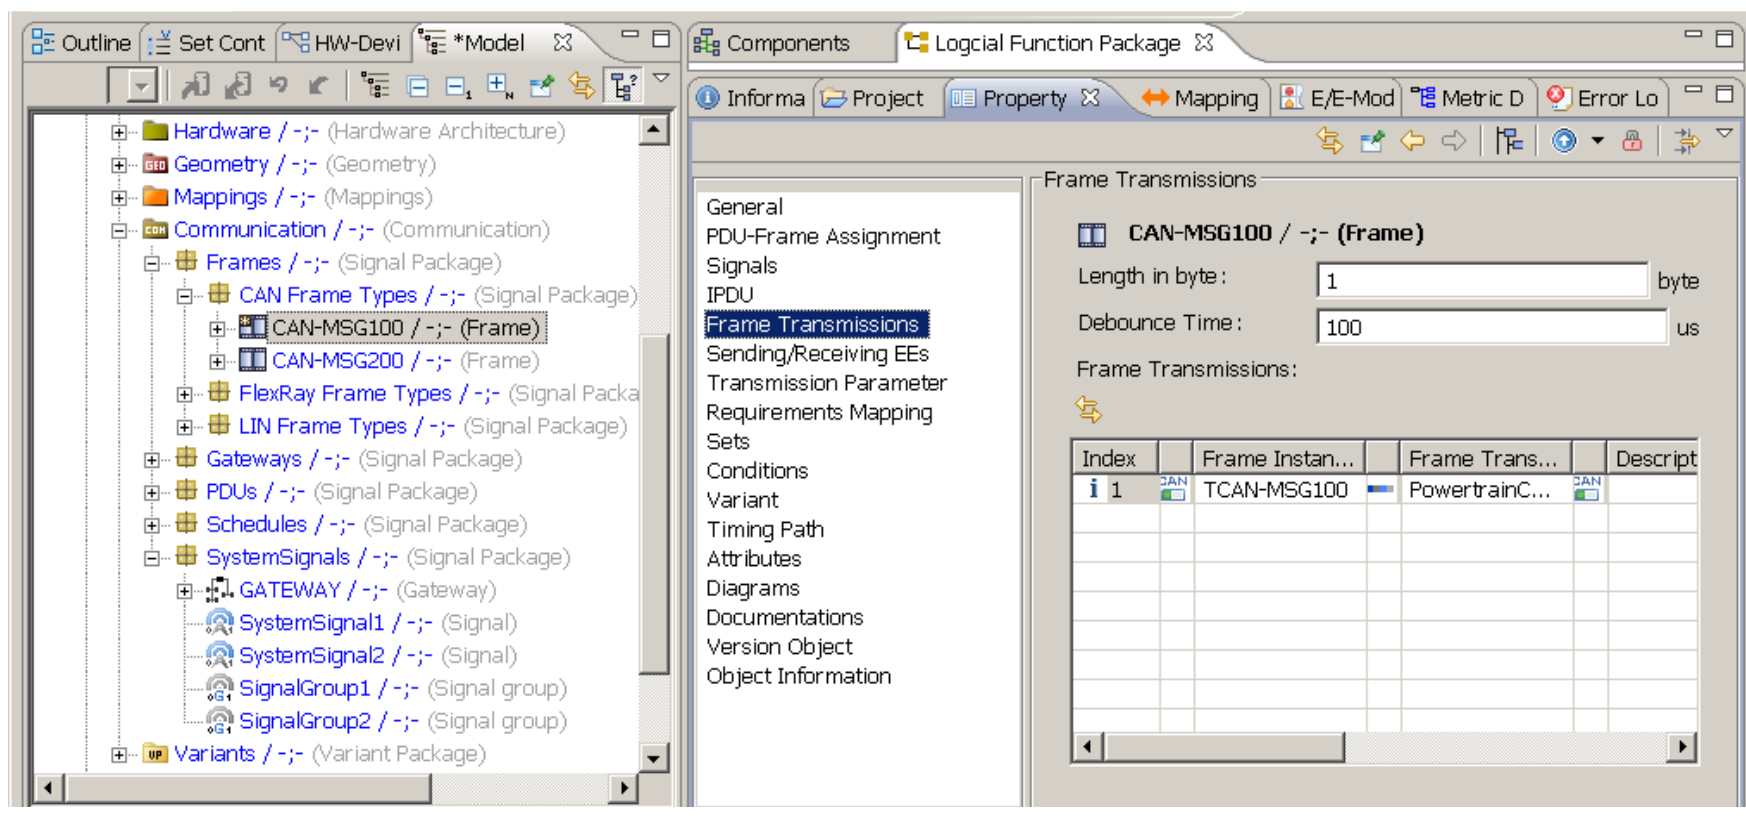 Outline
Set Cont
HW-Devi
*Model
Hardware / -;- (Hardware Architecture)
GEO Geometry / -;- (Geometry)
Mappings / -;- (Mappings)
COM Communication / -;- (Communication)
Frames / -;- (Signal Package)
CAN Frame Types / -;- (Signal Package)
CAN-MSG100 / -;- (Frame)
CAN-MSG200 / -;- (Frame)
FlexRay Frame Types / -;- (Signal Packa
LIN Frame Types / -;- (Signal Package)
Gateways / -;- (Signal Package)
PDUs / -;- (Signal Package)
Schedules / -;- (Signal Package)
SystemSignals / -;- (Signal Package)
GATEWAY / -;- (Gateway)
SystemSignal1 / -;- (Signal)
SystemSignal2 / -;- (Signal)
SignalGroup1 / -;- (Signal group)
SignalGroup2 / -;- (Signal group)
VP Variants / -;- (Variant Package)
Components
Logcial Function Package
Informa
Project
Property
Mapping
E/E-Mod
Metric D
Error Lo
General
PDU-Frame Assignment
Signals
IPDU
Frame Transmissions
Sending/Receiving EEs
Transmission Parameter
Requirements Mapping
Sets
Conditions
Variant
Timing Path
Attributes
Diagrams
Documentations
Version Object
Object Information
Frame Transmissions
CAN-MSG100 / -;- (Frame)
Length in byte: 1 byte
Debounce Time: 100 us
Frame Transmissions:
Index Frame Instan... Frame Trans... Descript
i 1 CAN TCAN-MSG100 PowertrainC... CAN